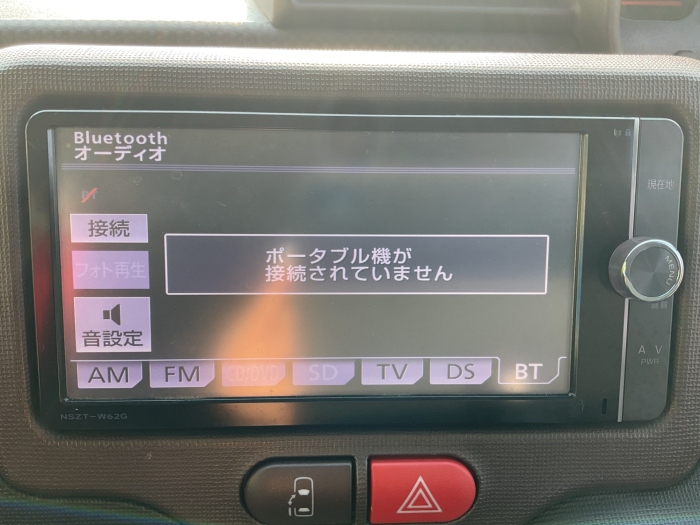 Bluetooth
オーディオ
現在地
接続
フォト再生
ポータブル機が
接続されていません
MENU
音設定
A V
PWR
AM FM CD/DVD SD TV DS BT
NSZT-W62G